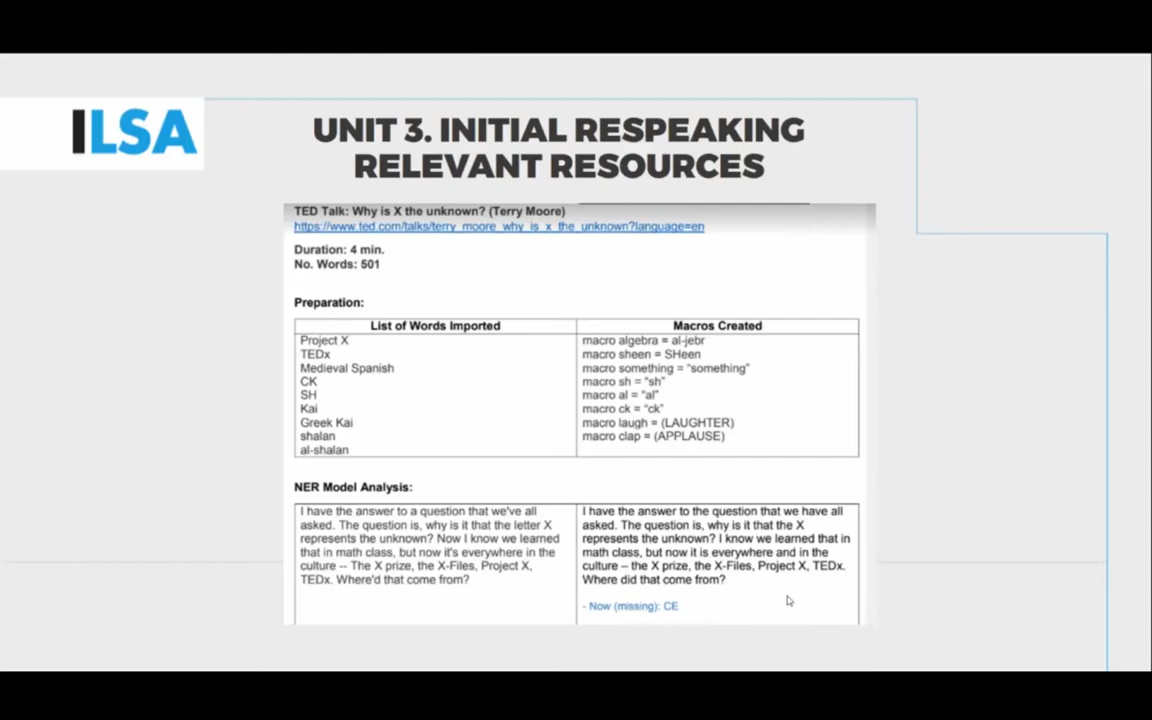 ILSA
UNIT 3. INITIAL RESPEAKING
RELEVANT RESOURCES
TED Talk: Why is X the unknown? (Terry Moore)
https://www.ted.com/talks/terry_moore_why_is_x_the_unknown?language=en
Duration: 4 min.
No. Words: 501
Preparation:
List of Words Imported
Project X
TEDx
Medieval Spanish
CK
SH
Kai
Greek Kai
shalan
al-shalan
Macros Created
macro algebra = al-jebr
macro sheen = SHeen
macro something = “something”
macro sh = “sh”
macro al = “al”
macro ck = “ck”
macro laugh = (LAUGHTER)
macro clap = (APPLAUSE)
NER Model Analysis:
I have the answer to a question that we've all
asked. The question is, why is it that the letter X
represents the unknown? Now I know we learned
that in math class, but now it's everywhere in the
culture -- The X prize, the X-Files, Project X,
TEDx. Where'd that come from?
I have the answer to the question that we have all
asked. The question is, why is it that the X
represents the unknown? I know we learned that in
math class, but now it is everywhere and in the
culture – the X prize, the X-Files, Project X, TEDx.
Where did that come from?
- Now (missing): CE